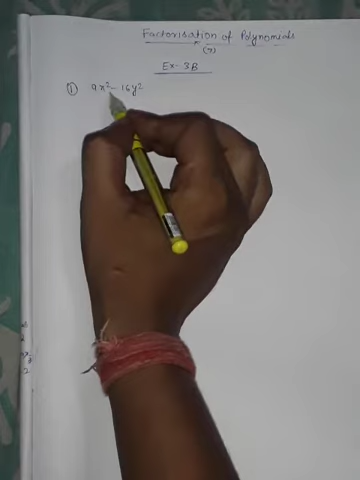 Factorisation of Polynomials
Ex-3B
① 9x²- 16y²